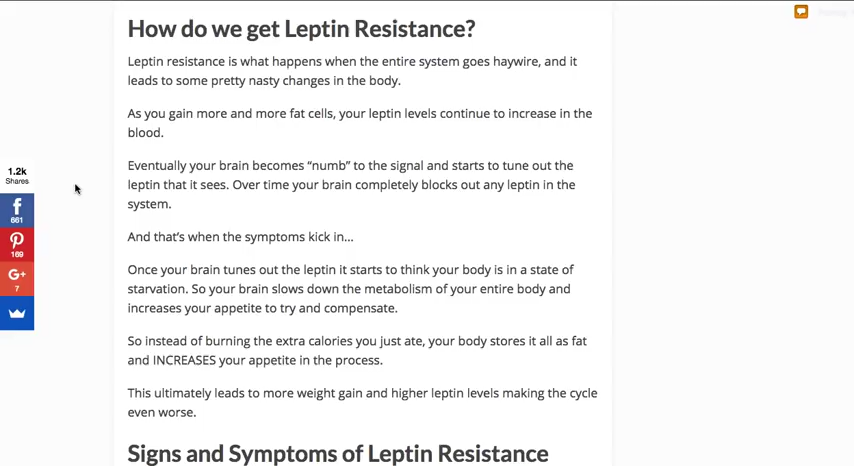 How do we get Leptin Resistance?
Leptin resistance is what happens when the entire system goes haywire, and it
leads to some pretty nasty changes in the body.
As you gain more and more fat cells, your leptin levels continue to increase in the
blood.
Eventually your brain becomes “numb” to the signal and starts to tune out the
leptin that it sees. Over time your brain completely blocks out any leptin in the
system.
And that’s when the symptoms kick in...
Once your brain tunes out the leptin it starts to think your body is in a state of
starvation. So your brain slows down the metabolism of your entire body and
increases your appetite to try and compensate.
So instead of burning the extra calories you just ate, your body stores it all as fat
and INCREASES your appetite in the process.
This ultimately leads to more weight gain and higher leptin levels making the cycle
even worse.
Signs and Symptoms of Leptin Resistance
1.2k
Shares
661
169
G+
7